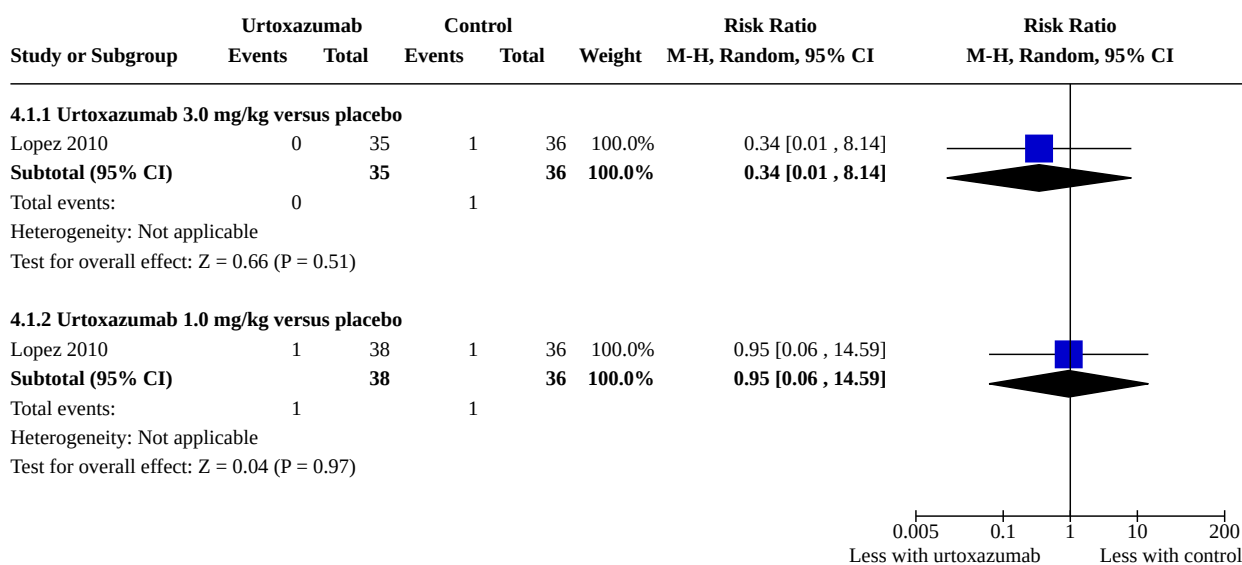 Urtoxazumab Control Risk Ratio Risk Ratio
Study or Subgroup Events Total Events Total Weight M-H, Random, 95% CI M-H, Random, 95% CI
4.1.1 Urtoxazumab 3.0 mg/kg versus placebo
Lopez 2010 0 35 1 36 100.0% 0.34 [0.01 , 8.14]
Subtotal (95% CI) 35 36 100.0% 0.34 [0.01 , 8.14]
Total events: 0 1
Heterogeneity: Not applicable
Test for overall effect: Z = 0.66 (P = 0.51)
4.1.2 Urtoxazumab 1.0 mg/kg versus placebo
Lopez 2010 1 38 1 36 100.0% 0.95 [0.06 , 14.59]
Subtotal (95% CI) 38 36 100.0% 0.95 [0.06 , 14.59]
Total events: 1 1
Heterogeneity: Not applicable
Test for overall effect: Z = 0.04 (P = 0.97)
0.005 0.1 1 10 200
Less with urtoxazumab Less with control